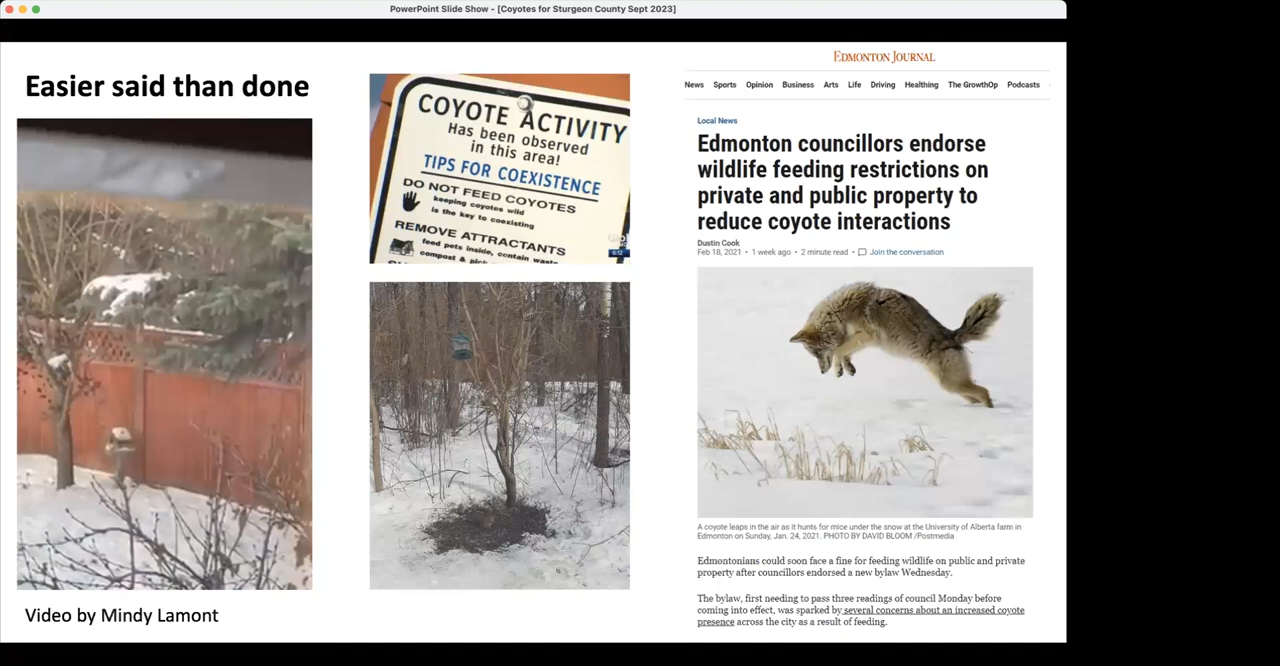 PowerPoint Slide Show - [Coyotes for Sturgeon County Sept 2023]
Easier said than done
Video by Mindy Lamont
COYOTE ACTIVITY
Has been observed
in this area!
TIPS FOR COEXISTENCE
DO NOT FEED COYOTES
keeping coyotes wild
is the key to coexisting
REMOVE ATTRACTANTS
feed pets inside, contain waste
compost & pick
6:12
EDMONTON JOURNAL
News Sports Opinion Business Arts Life Driving Healthing The GrowthOp Podcasts
Local News
Edmonton councillors endorse
wildlife feeding restrictions on
private and public property to
reduce coyote interactions
Dustin Cook
Feb 18, 2021 • 1 week ago • 2 minute read • Join the conversation
A coyote leaps in the air as it hunts for mice under the snow at the University of Alberta farm in
Edmonton on Sunday, Jan. 24, 2021. PHOTO BY DAVID BLOOM /Postmedia
Edmontonians could soon face a fine for feeding wildlife on public and private
property after councillors endorsed a new bylaw Wednesday.
The bylaw, first needing to pass three readings of council Monday before
coming into effect, was sparked by several concerns about an increased coyote
presence across the city as a result of feeding.